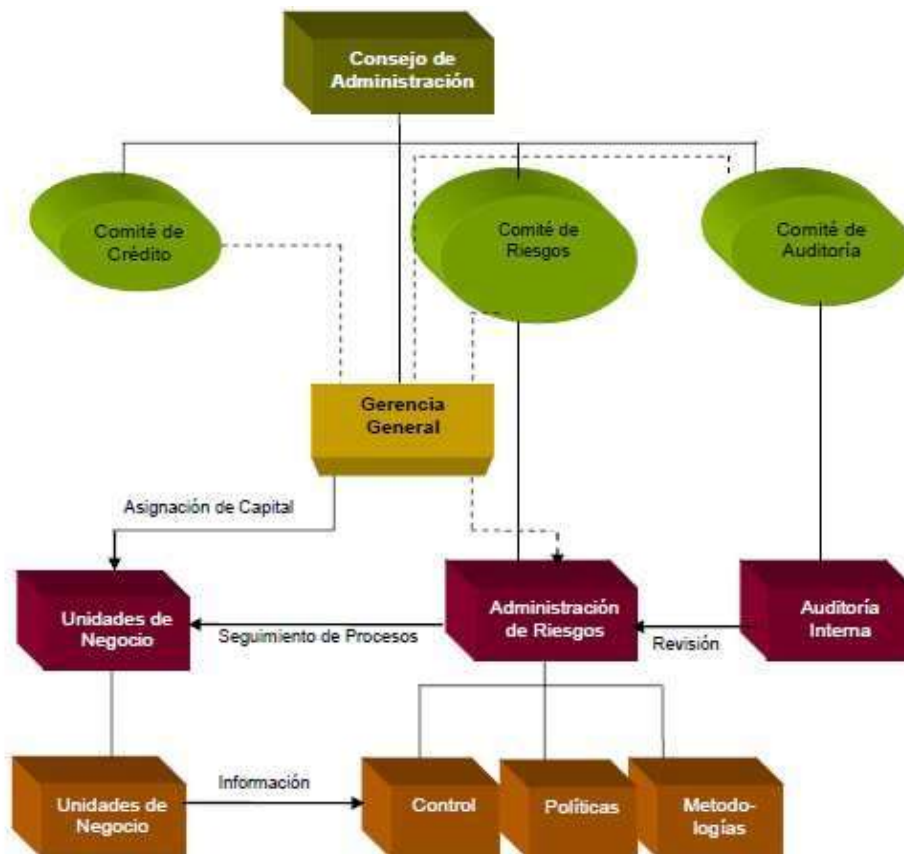 Consejo de
Administración
Comité de
Crédito
Comité de
Riesgos
Comité de
Auditoría
Gerencia
General
Asignación de Capital
Unidades de
Negocio
Seguimiento de Procesos
Administración
de Riesgos
Revisión
Auditoría
Interna
Unidades de
Negocio
Información
Control
Políticas
Metodo-
logías